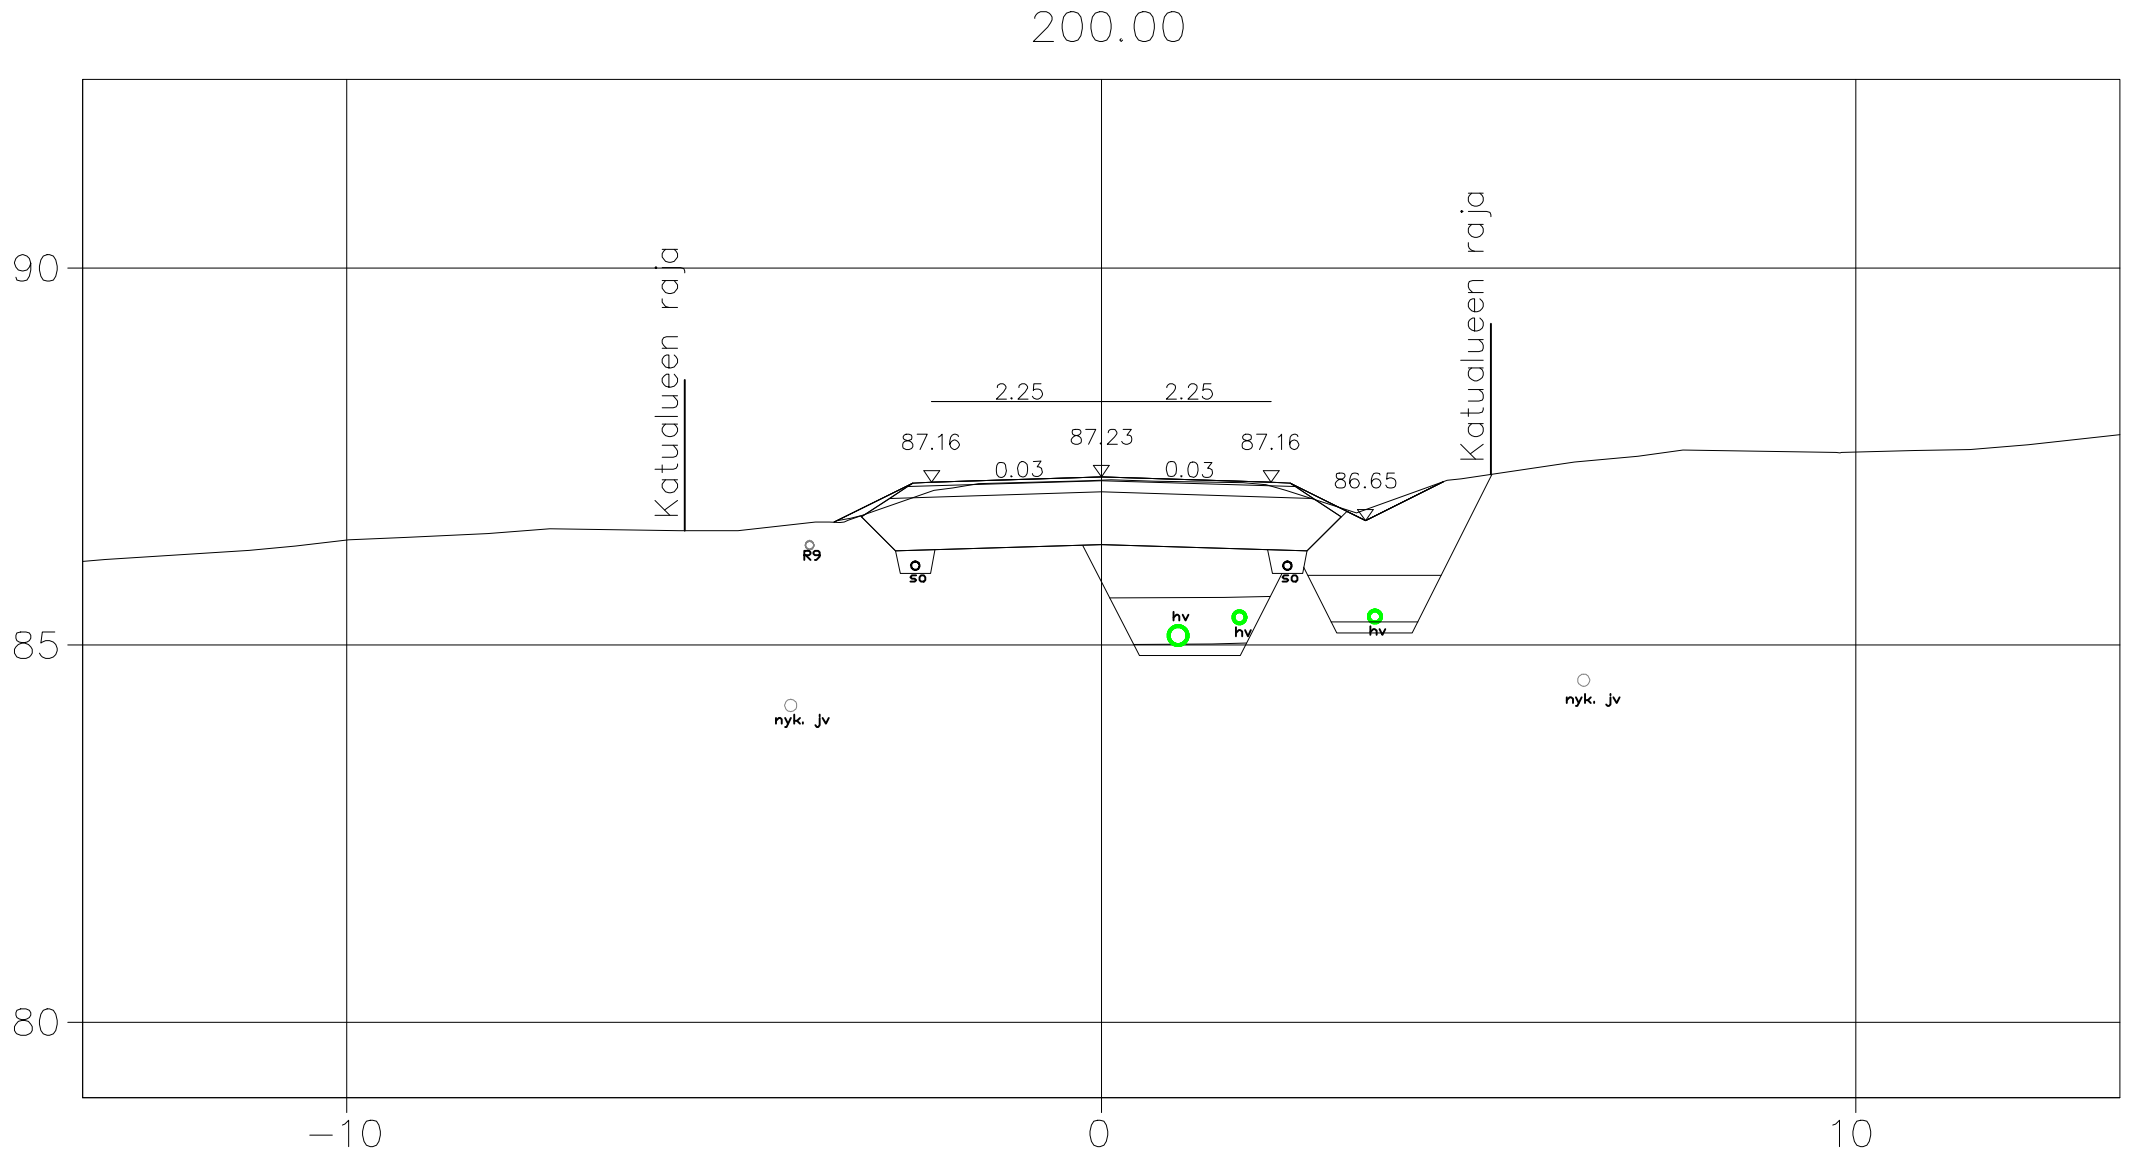 200.00
Katualueen raja
Katualueen raja
90
2.25 2.25
87.16 87.23 87.16
0.03 0.03
86.65
R9
so so
hv hv hv
85
nyk. jv
nyk. jv
80
-10 0 10